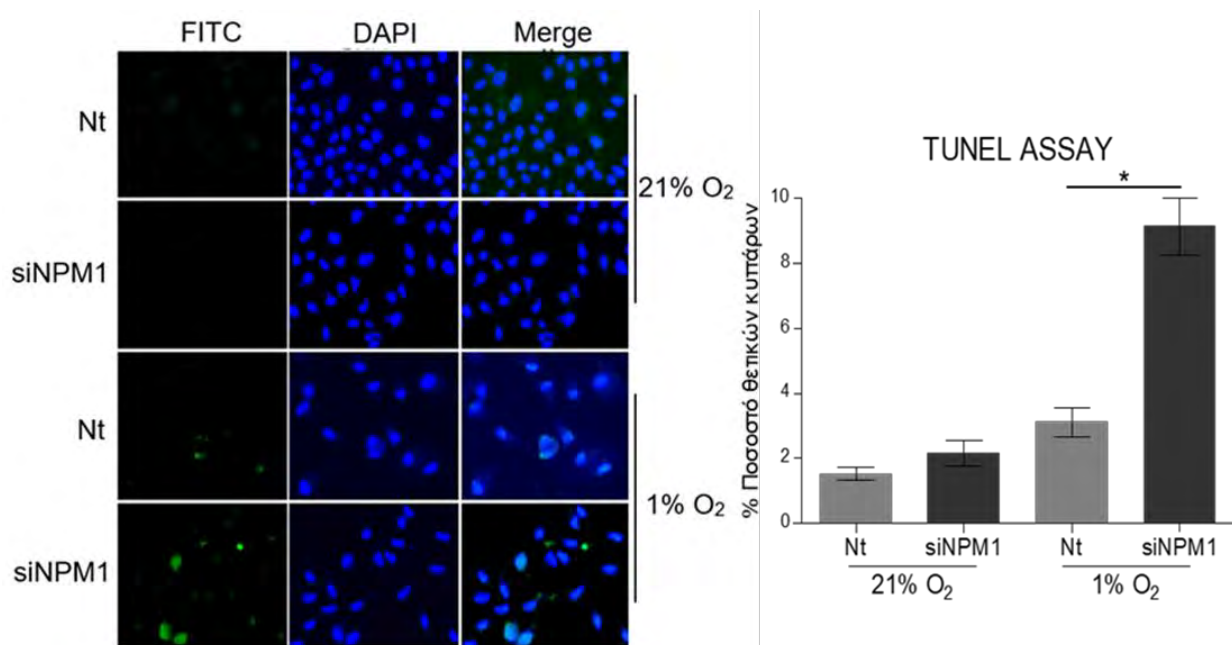 FITC DAPI Merge
Nt
21% O₂
siNPM1
Nt
1% O₂
siNPM1
TUNEL ASSAY
*
% Ποσοστό θετικών κυττάρων
10
8
6
4
2
0
Nt siNPM1 Nt siNPM1
21% O₂ 1% O₂